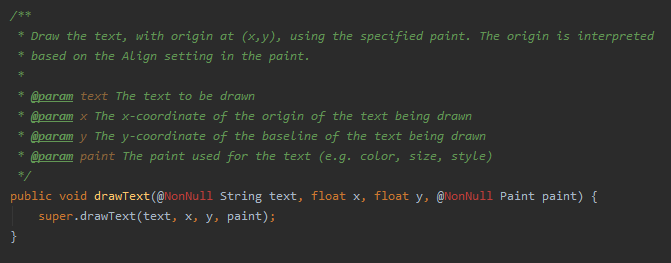 /**
 * Draw the text, with origin at (x,y), using the specified paint. The origin is interpreted
 * based on the Align setting in the paint.
 *
 * @param text The text to be drawn
 * @param x The x-coordinate of the origin of the text being drawn
 * @param y The y-coordinate of the baseline of the text being drawn
 * @param paint The paint used for the text (e.g. color, size, style)
 */
public void drawText(@NonNull String text, float x, float y, @NonNull Paint paint) {
    super.drawText(text, x, y, paint);
}